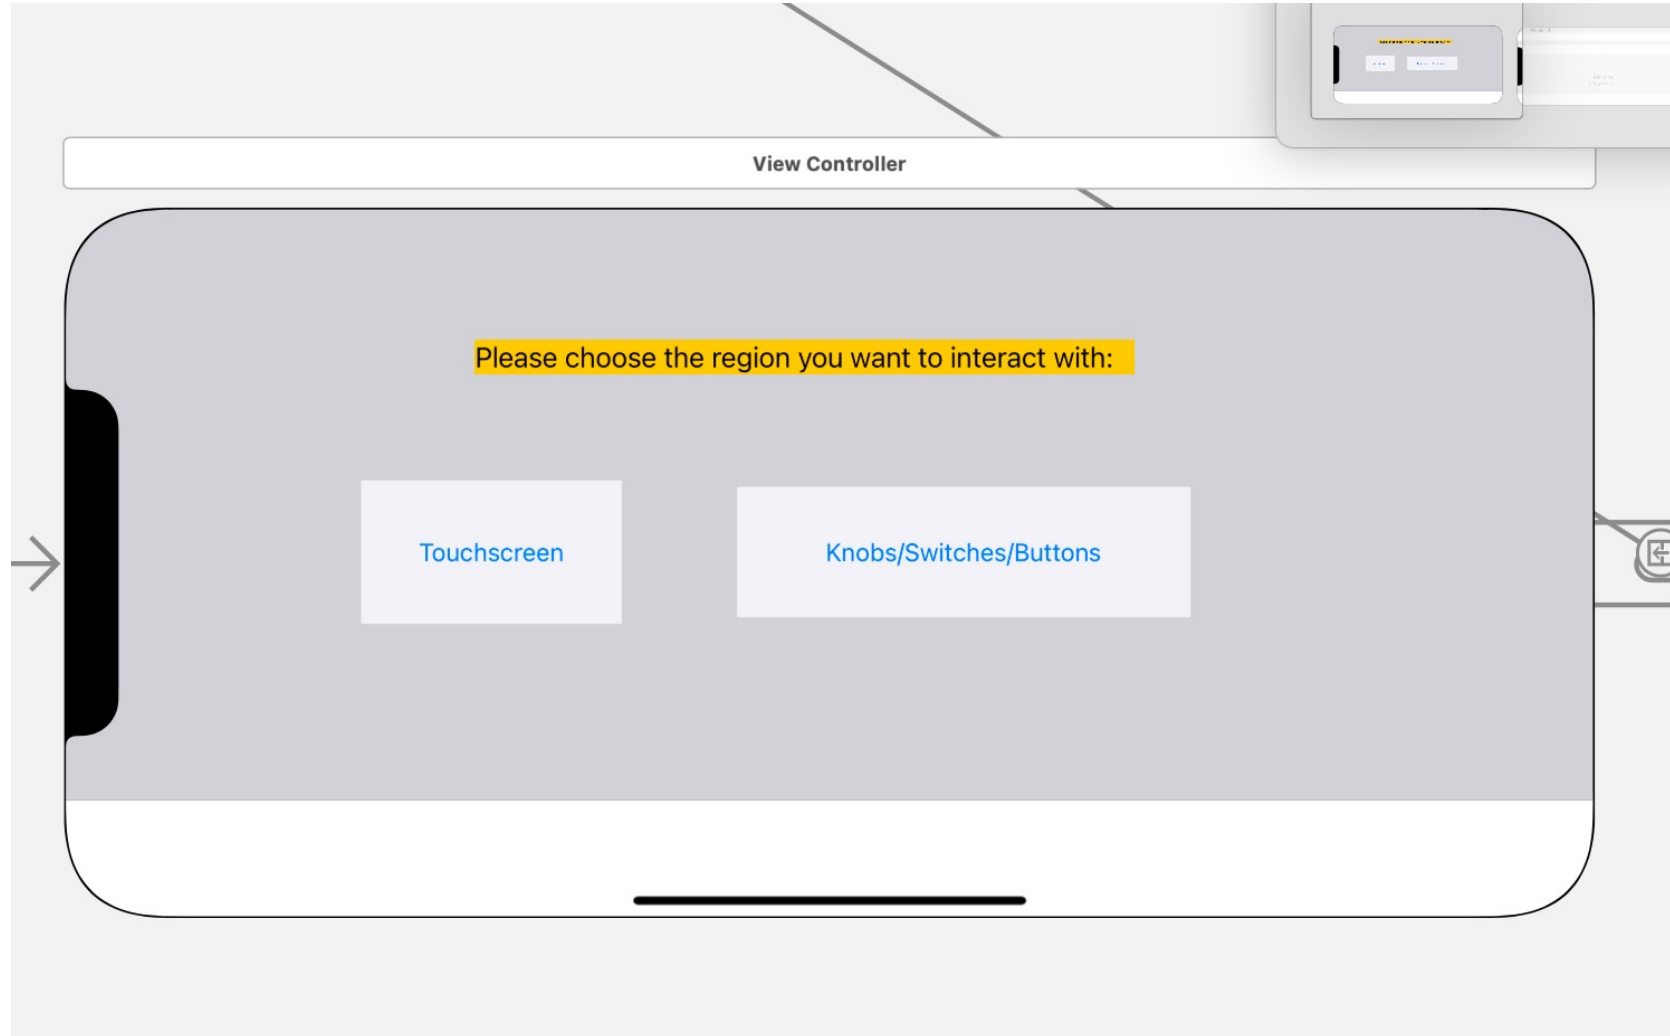 View Controller
Please choose the region you want to interact with:
Touchscreen
Knobs/Switches/Buttons